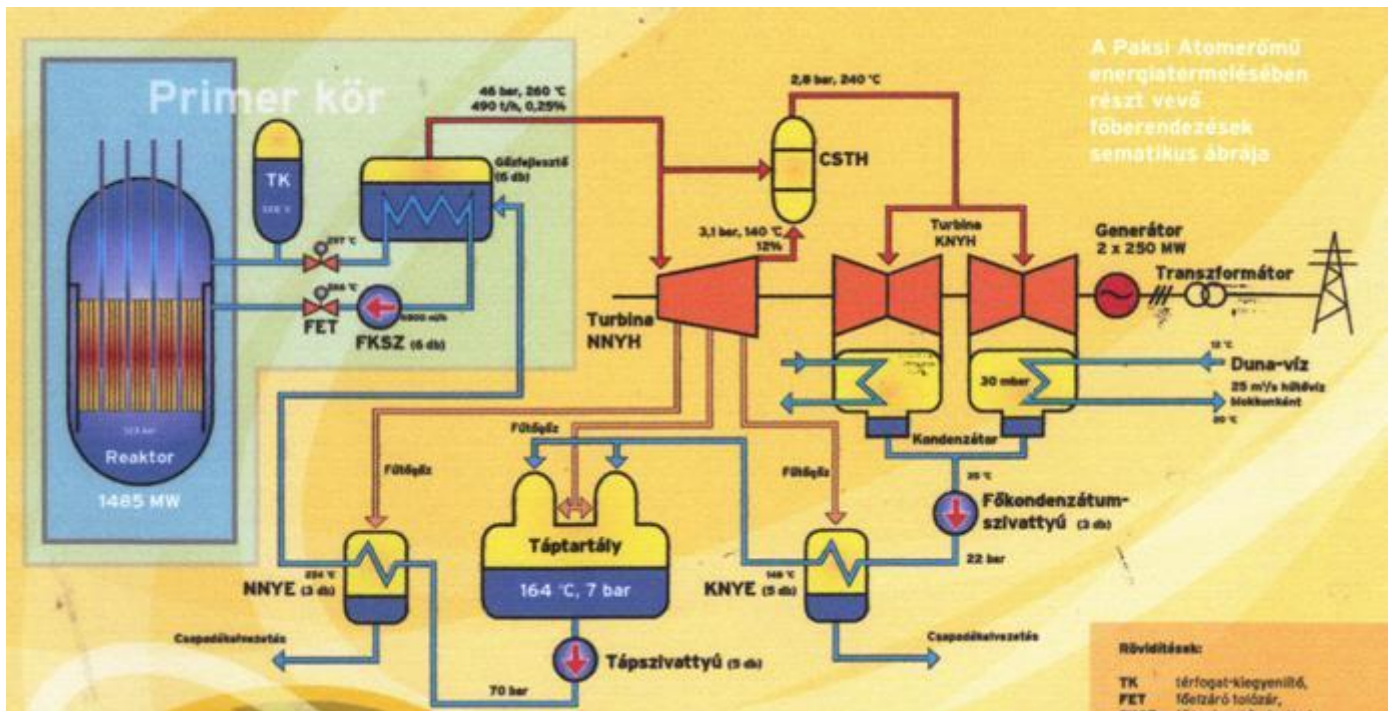 A Paksi Atomerőmű
energiatermelésében
részt vevő
főberendezések
sematikus ábrája
Primer kör
46 bar, 260 °C
490 t/h, 0,25%
2,8 bar, 240 °C
TK
Gőzfejlesztő
(6 db)
CSTH
297 °C
3,1 bar, 140 °C
12%
Turbina
KNYH
Generátor
2 x 250 MW
Transzformátor
FET
FKSZ (6 db)
Turbina
NNYH
12 °C
Duna-víz
30 mbar
25 m³/s hűtővíz
blokkonként
20 °C
Reaktor
1485 MW
Kondenzátor
Fűtőgőz
Fűtőgőz
Fűtőgőz
35 °C
Főkondenzátum-
szivattyú (3 db)
22 bar
Táptartály
164 °C, 7 bar
NNYE (3 db)
KNYE (5 db)
Csapadékelvezetés
Csapadékelvezetés
Tápszivattyú (5 db)
70 bar
Rövidítések:
TK térfogat-kiegyenlítő,
FET főelzáró tolózár,